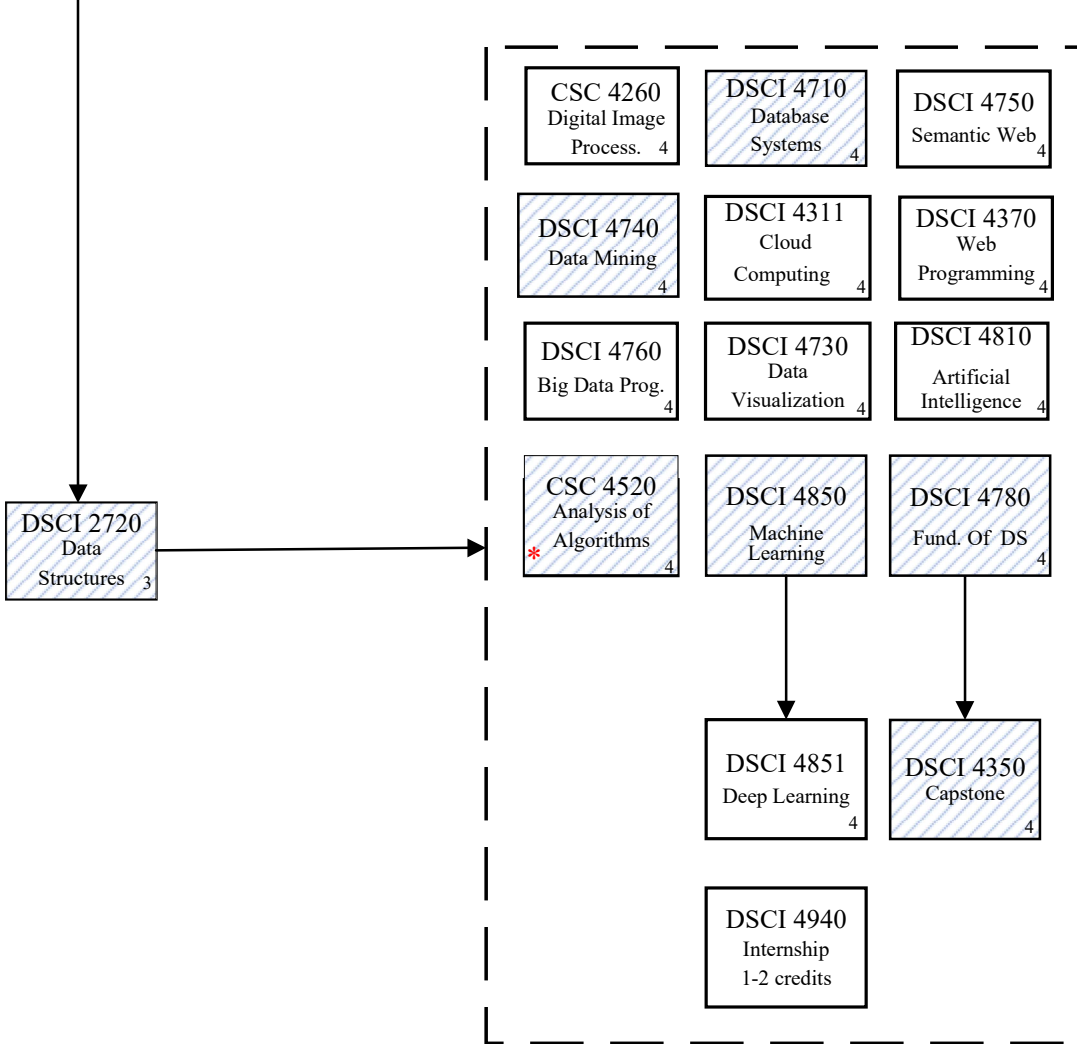 CSC 4260
Digital Image
Process. 4
DSCI 4710
Database
Systems 4
DSCI 4750
Semantic Web 4
DSCI 4740
Data Mining
4
DSCI 4311
Cloud
Computing 4
DSCI 4370
Web
Programming 4
DSCI 4760
Big Data Prog.
4
DSCI 4730
Data
Visualization 4
DSCI 4810
Artificial
Intelligence 4
DSCI 2720
Data
Structures 3
CSC 4520
Analysis of
* Algorithms
4
DSCI 4850
Machine
Learning
DSCI 4780
Fund. Of DS
4
DSCI 4851
Deep Learning
4
DSCI 4350
Capstone
4
DSCI 4940
Internship
1-2 credits